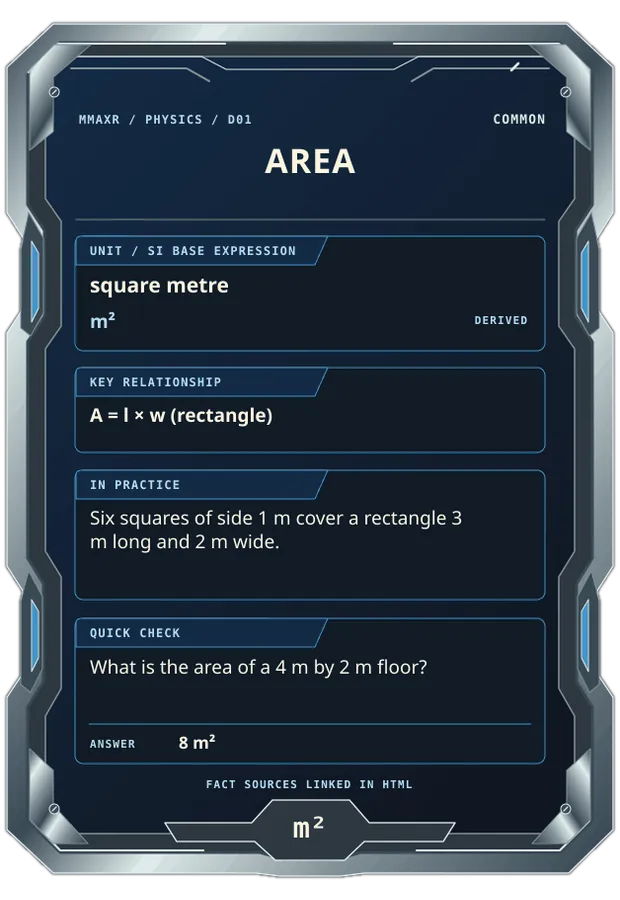 MMAXR / PHYSICS / D01
COMMON
AREA
UNIT / SI BASE EXPRESSION
square metre
m²
DERIVED
KEY RELATIONSHIP
A = l × w (rectangle)
IN PRACTICE
Six squares of side 1 m cover a rectangle 3
m long and 2 m wide.
QUICK CHECK
What is the area of a 4 m by 2 m floor?
ANSWER
8 m²
FACT SOURCES LINKED IN HTML
m²